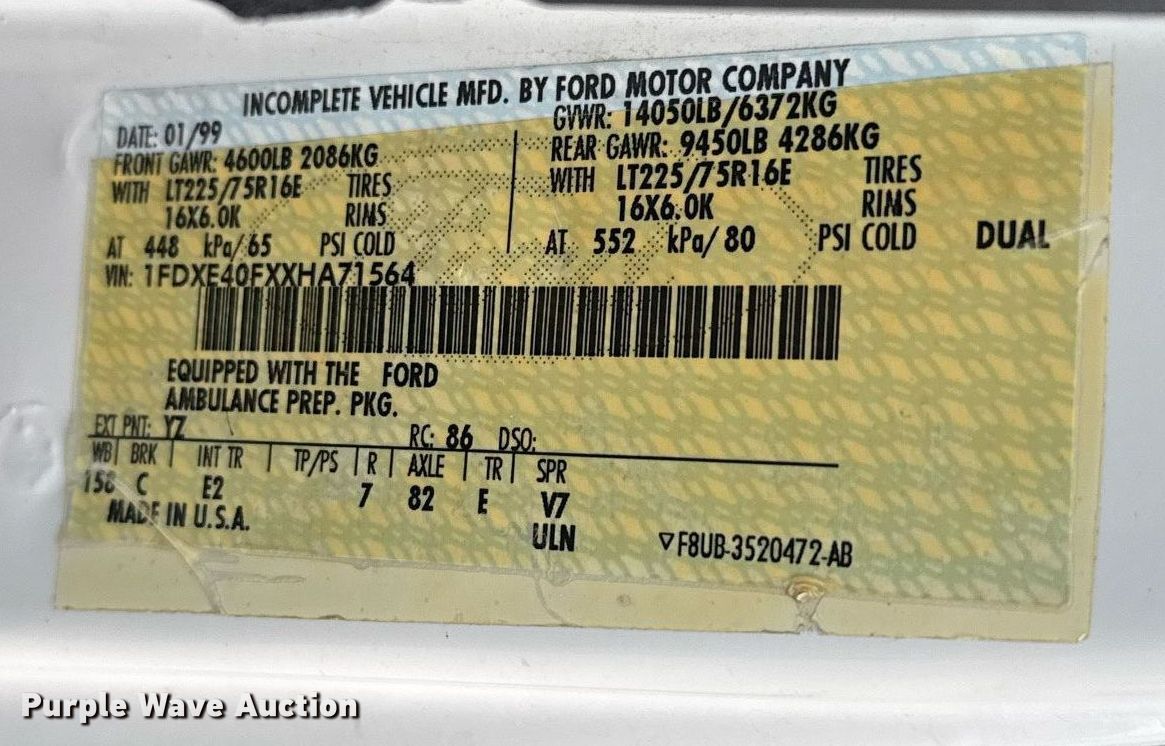 INCOMPLETE VEHICLE MFD. BY FORD MOTOR COMPANY
DATE: 01/99 GVWR: 14050LB/6372KG
FRONT GAWR: 4600LB 2086KG REAR GAWR: 9450LB 4286KG
WITH LT225/75R16E TIRES WITH LT225/75R16E TIRES
16X6.0K RIMS 16X6.0K RIMS
AT 448 kPa/65 PSI COLD AT 552 kPa/80 PSI COLD DUAL
VIN: 1FDXE40FXXHA71564
EQUIPPED WITH THE FORD
AMBULANCE PREP. PKG.
EXT PNT: YZ RC: 86 DSO:
WB BRK INT TR TP/PS R AXLE TR SPR
158 C E2 7 82 E V7
MADE IN U.S.A. ULN ▽F8UB-3520472-AB
Purple Wave Auction